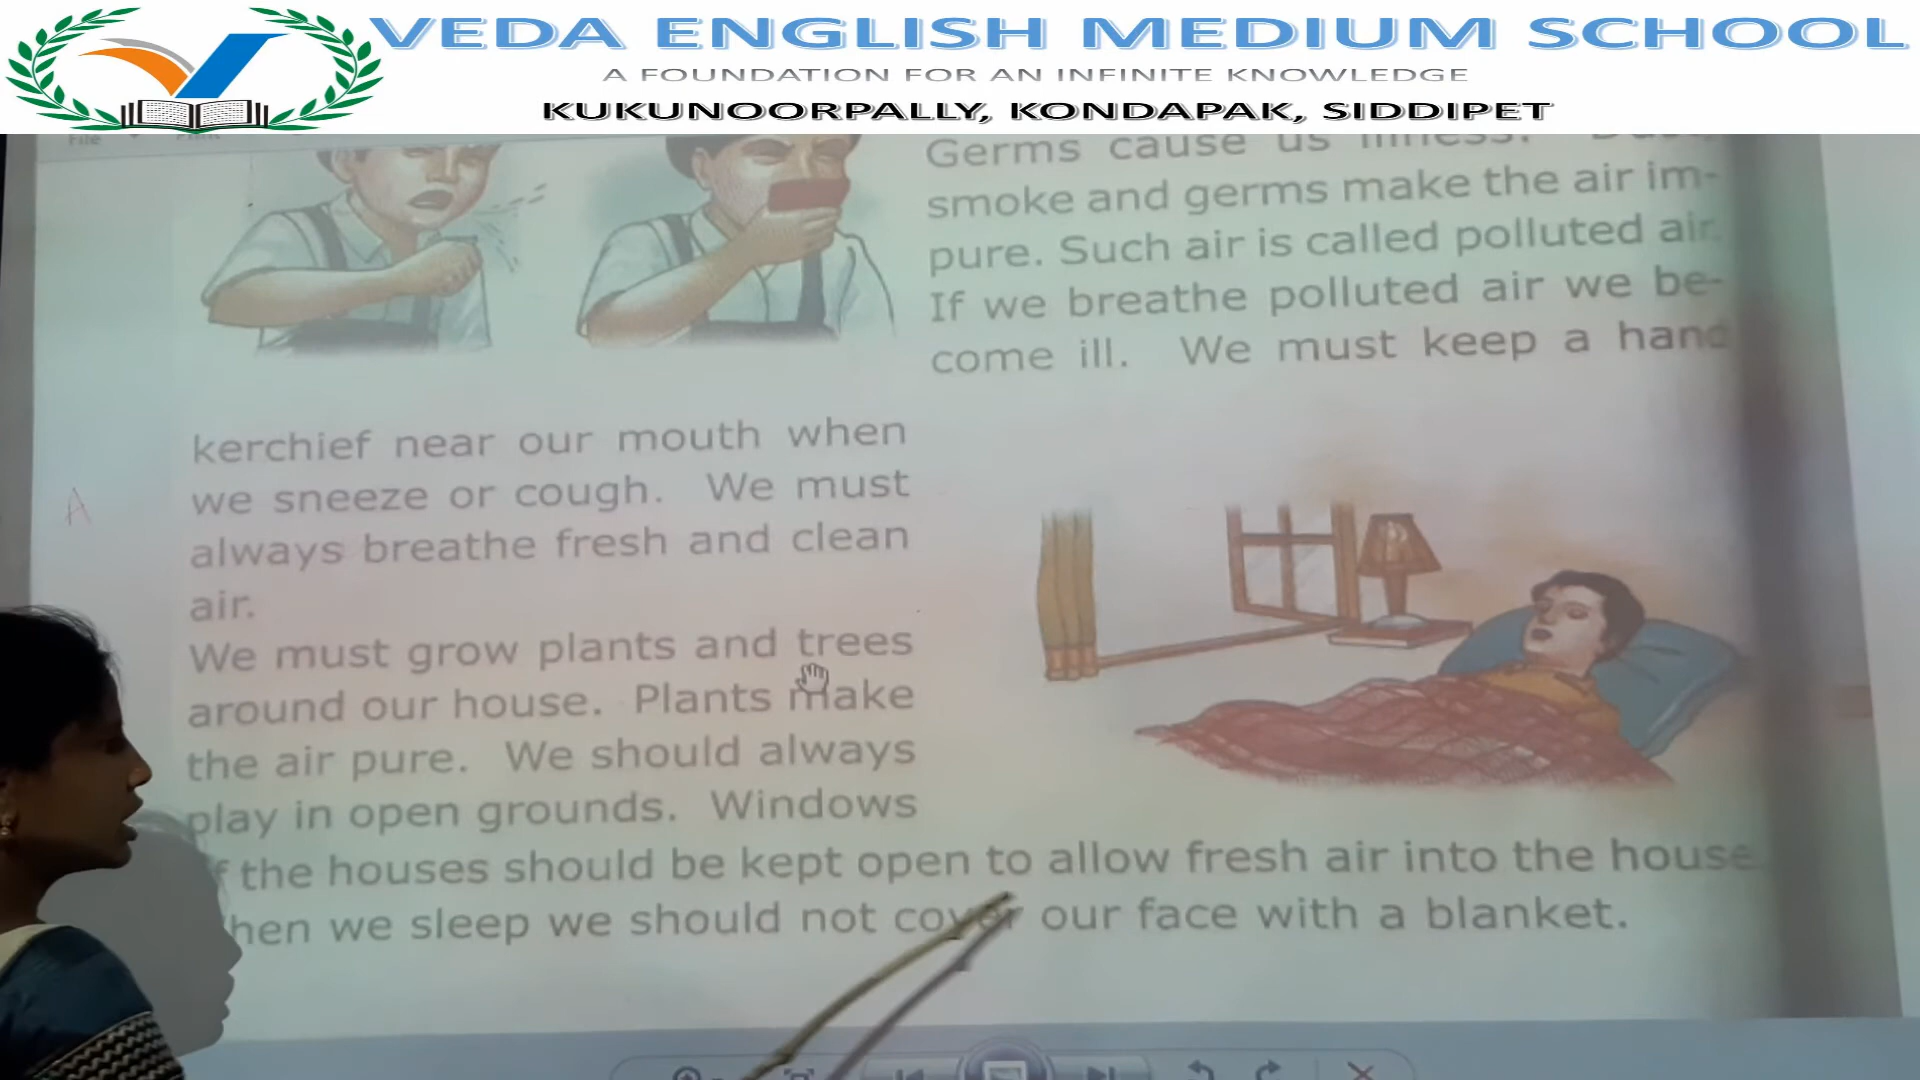 VEDA ENGLISH MEDIUM SCHOOL
A FOUNDATION FOR AN INFINITE KNOWLEDGE
KUKUNOORPALLY, KONDAPAK, SIDDIPET
File
Germs cause us illness.
smoke and germs make the air im-
pure. Such air is called polluted air.
If we breathe polluted air we be-
come ill. We must keep a hand
kerchief near our mouth when
we sneeze or cough. We must
always breathe fresh and clean
air.
A
We must grow plants and trees
around our house. Plants make
the air pure. We should always
play in open grounds. Windows
f the houses should be kept open to allow fresh air into the house
hen we sleep we should not cover our face with a blanket.